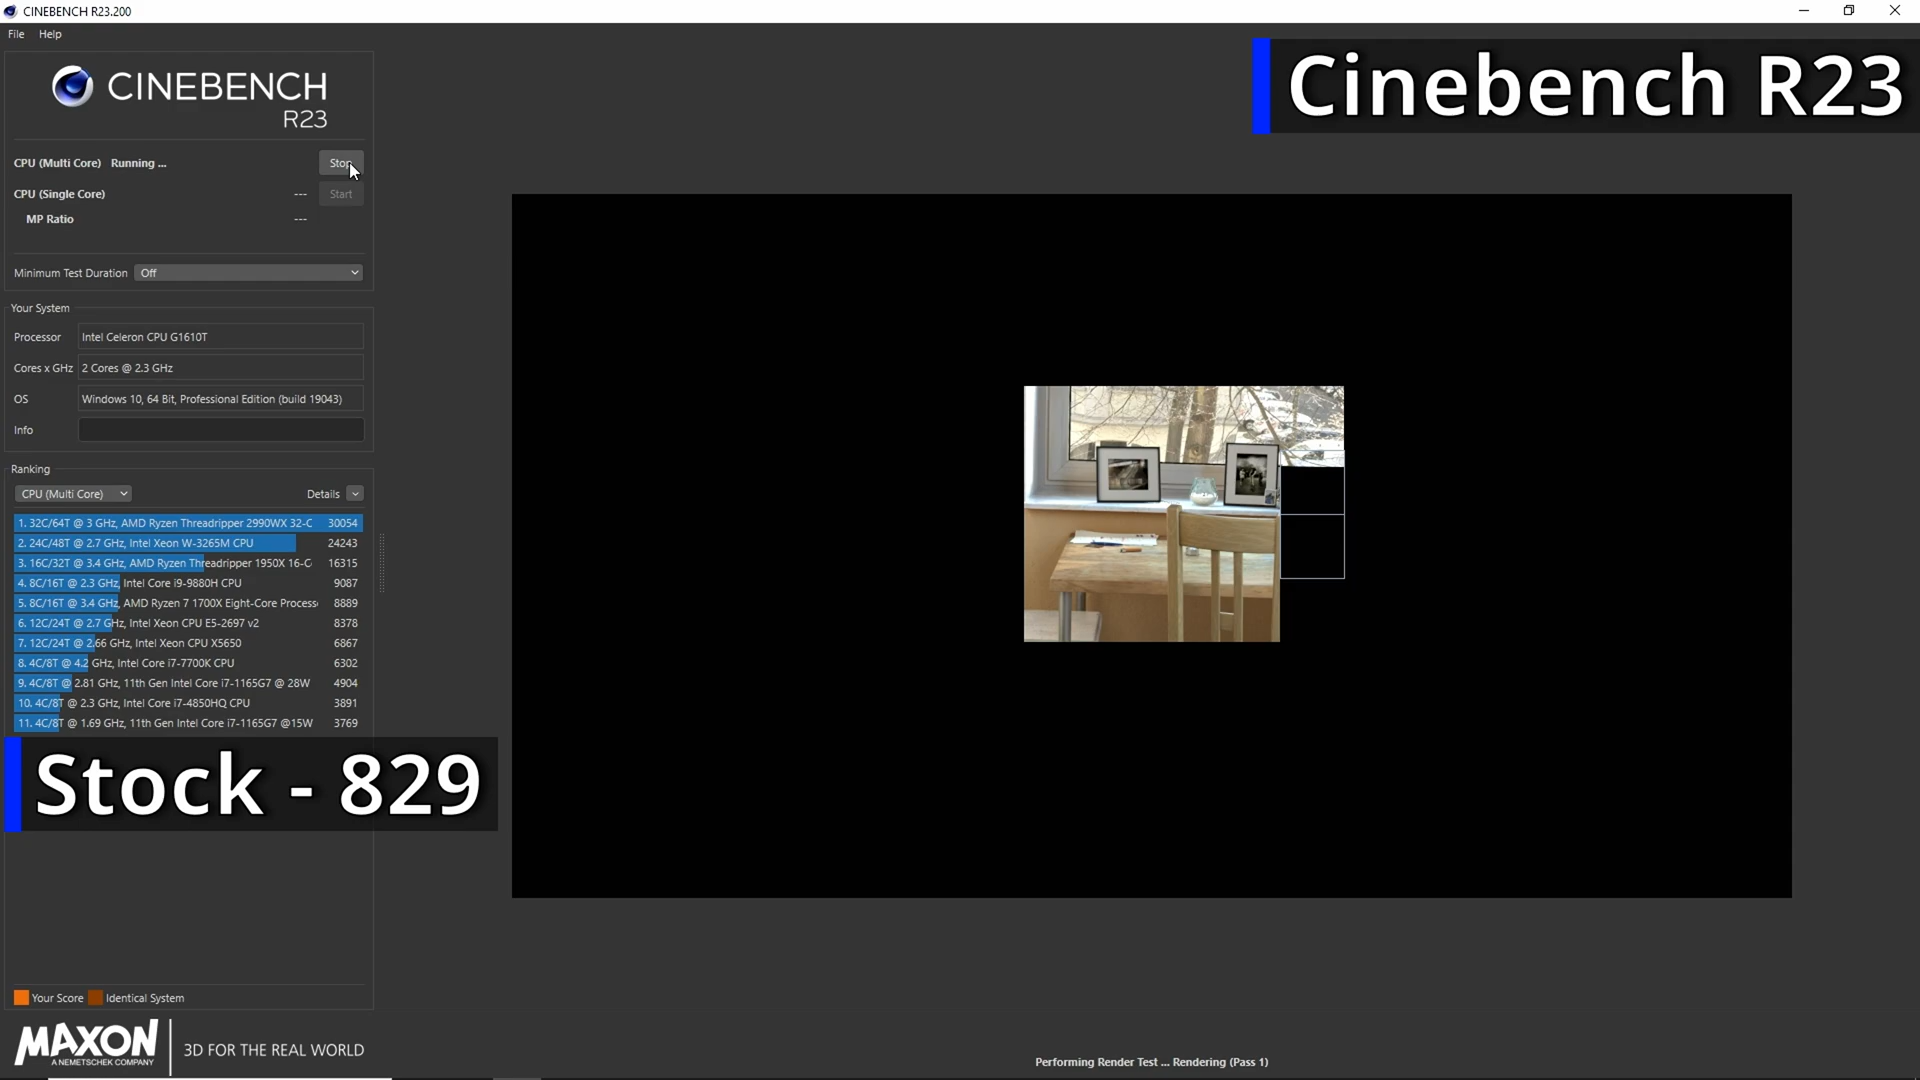 CINEBENCH R23.200
File Help
CINEBENCH
R23
Cinebench R23
CPU (Multi Core) Running ... Stop
CPU (Single Core) --- Start
MP Ratio ---
Minimum Test Duration Off
Your System
Processor Intel Celeron CPU G1610T
Cores x GHz 2 Cores @ 2.3 GHz
OS Windows 10, 64 Bit, Professional Edition (build 19043)
Info
Ranking
CPU (Multi Core) Details
1. 32C/64T @ 3 GHz, AMD Ryzen Threadripper 2990WX 32-C 30054
2. 24C/48T @ 2.7 GHz, Intel Xeon W-3265M CPU 24243
3. 16C/32T @ 3.4 GHz, AMD Ryzen Threadripper 1950X 16-C 16315
4. 8C/16T @ 2.3 GHz, Intel Core i9-9880H CPU 9087
5. 8C/16T @ 3.4 GHz, AMD Ryzen 7 1700X Eight-Core Process 8889
6. 12C/24T @ 2.7 GHz, Intel Xeon CPU E5-2697 v2 8378
7. 12C/24T @ 2.66 GHz, Intel Xeon CPU X5650 6867
8. 4C/8T @ 4.2 GHz, Intel Core i7-7700K CPU 6302
9. 4C/8T @ 2.81 GHz, 11th Gen Intel Core i7-1165G7 @ 28W 4904
10. 4C/8T @ 2.3 GHz, Intel Core i7-4850HQ CPU 3891
11. 4C/8T @ 1.69 GHz, 11th Gen Intel Core i7-1165G7 @15W 3769
Stock - 829
Your Score Identical System
MAXON
A NEMETSCHEK COMPANY
3D FOR THE REAL WORLD
Performing Render Test ... Rendering (Pass 1)